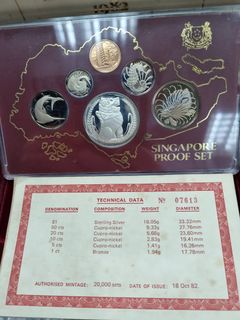 SINGAPORE
PROOF SET
TECHNICAL DATA
No 07613
DENOMINATION COMPOSITION WEIGHT DIAMETER
$1 Sterling Silver 18.05g 33.32mm
50 cts Cupro-nickel 9.33g 27.76mm
20 cts Cupro-nickel 5.66g 23.60mm
10 cts Cupro-nickel 2.83g 19.41mm
5 cts Cupro-nickel 1.41g 16.26mm
1 ct Bronze 1.94g 17.78mm
AUTHORISED MINTAGE: 20,000 sets DATE OF ISSUE: 18 Oct 82